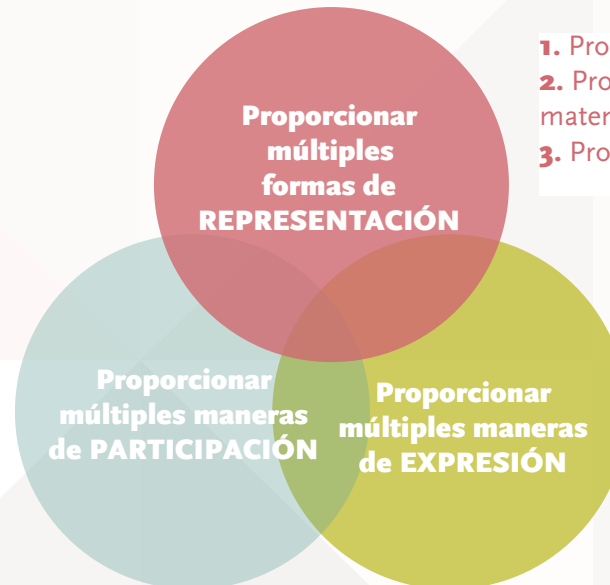 1. Pro
2. Pro
mater
3. Pro
Proporcionar
múltiples
formas de
REPRESENTACIÓN
Proporcionar
múltiples maneras
de PARTICIPACIÓN
Proporcionar
múltiples maneras
de EXPRESIÓN